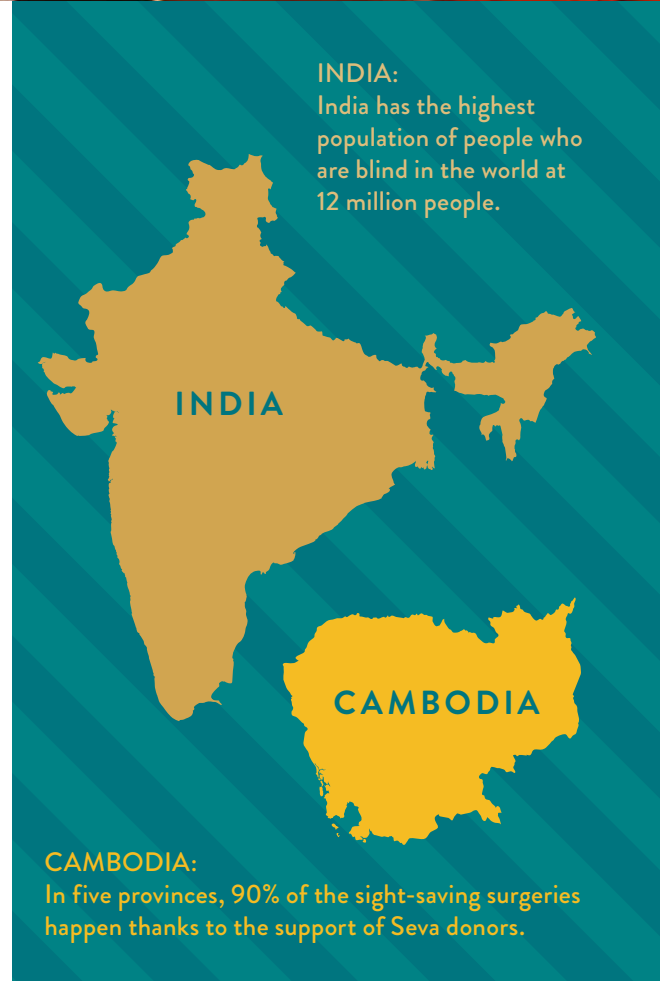 INDIA:
India has the highest
population of people who
are blind in the world at
12 million people.
INDIA
CAMBODIA
CAMBODIA:
In five provinces, 90% of the sight-saving surgeries
happen thanks to the support of Seva donors.